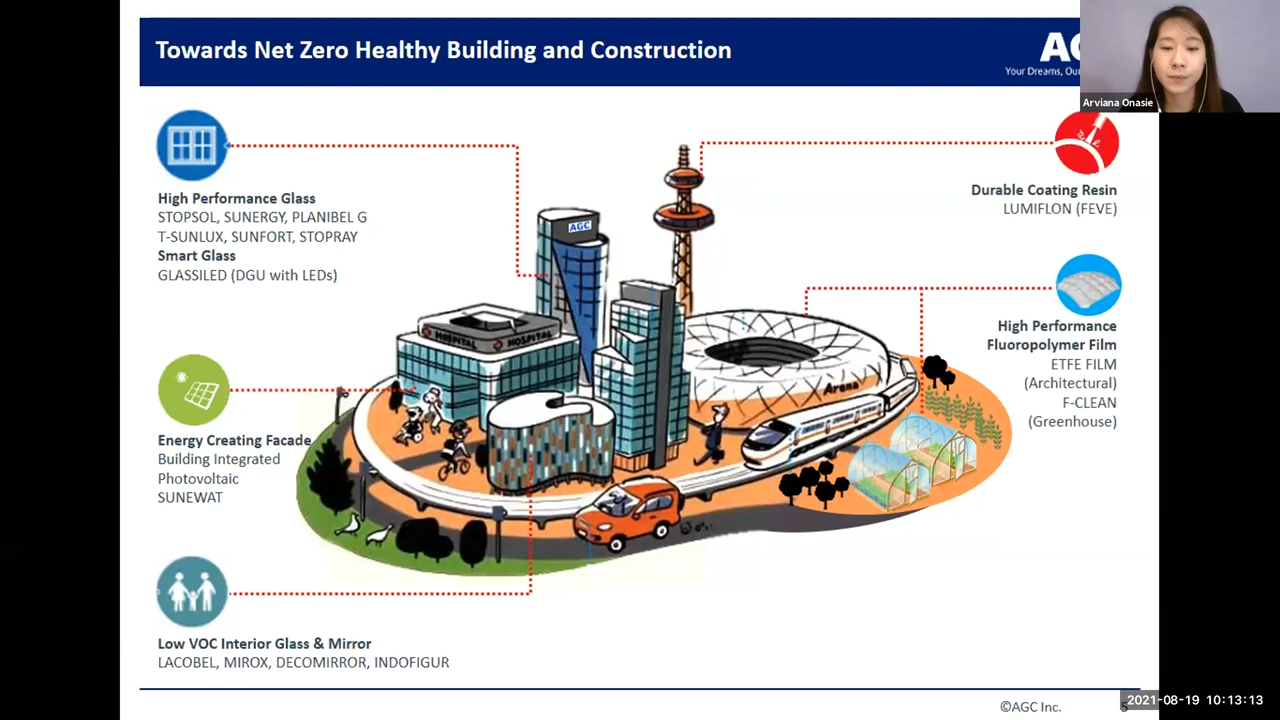 Towards Net Zero Healthy Building and Construction
AGC
Your Dreams, Our
Arviana Onasie
High Performance Glass
STOPSOL, SUNERGY, PLANIBEL G
T-SUNLUX, SUNFORT, STOPRAY
Smart Glass
GLASSILED (DGU with LEDs)
Energy Creating Facade
Building Integrated
Photovoltaic
SUNEWAT
Low VOC Interior Glass & Mirror
LACOBEL, MIROX, DECOMIRROR, INDOFIGUR
AGC
HOSPITAL
HOSPITAL
Arena
Durable Coating Resin
LUMIFLON (FEVE)
High Performance
Fluoropolymer Film
ETFE FILM
(Architectural)
F-CLEAN
(Greenhouse)
©AGC Inc.
5
2021-08-19 10:13:13